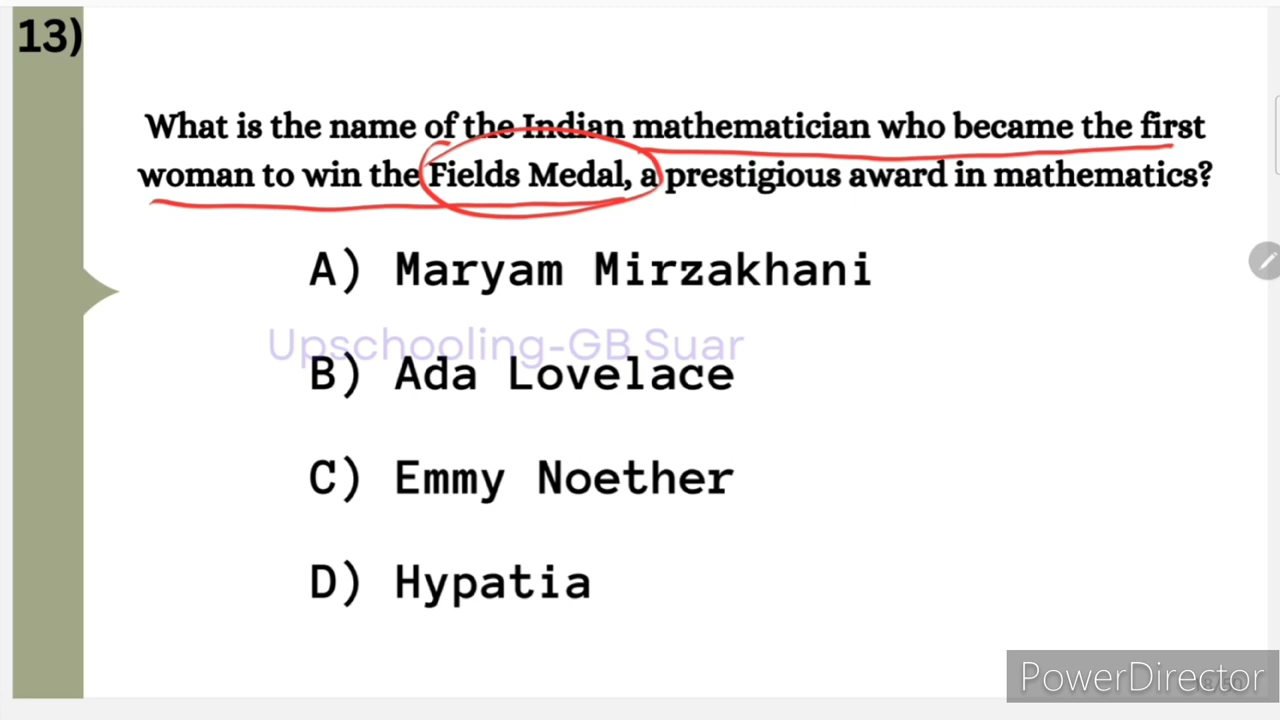 13)
What is the name of the Indian mathematician who became the first
woman to win the Fields Medal, a prestigious award in mathematics?
A) Maryam Mirzakhani
Upschooling-GB Suar
B) Ada Lovelace
C) Emmy Noether
D) Hypatia
PowerDirector